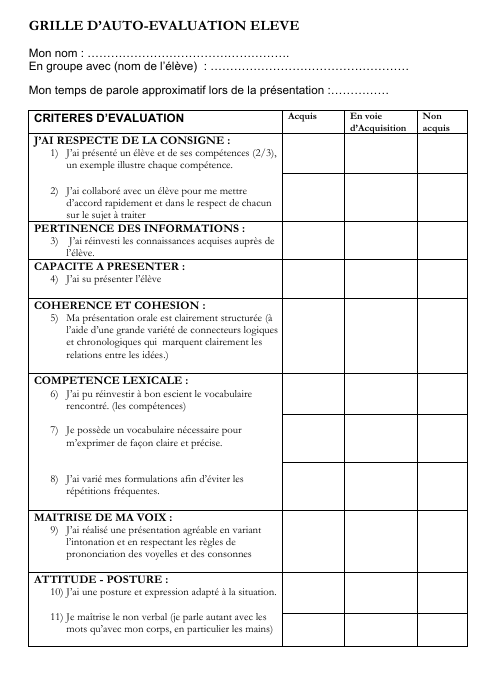 GRILLE D'AUTO-EVALUATION ELEVE
Mon nom : …………………………………………….
En groupe avec (nom de l'élève)  : ……………………………………………
Mon temps de parole approximatif lors de la présentation :……………
CRITERES D'EVALUATION
Acquis
En voie
d'Acquisition
Non
acquis
J'AI RESPECTE DE LA CONSIGNE :
1) J'ai présenté un élève et de ses compétences (2/3),
un exemple illustre chaque compétence.
2) J'ai collaboré avec un élève pour me mettre
d'accord rapidement et dans le respect de chacun
sur le sujet à traiter
PERTINENCE DES INFORMATIONS :
3) J'ai réinvesti les connaissances acquises auprès de
l'élève.
CAPACITE A PRESENTER :
4) J'ai su présenter l'élève
COHERENCE ET COHESION :
5) Ma présentation orale est clairement structurée (à
l'aide d'une grande variété de connecteurs logiques
et chronologiques qui  marquent clairement les
relations entre les idées.)
COMPETENCE LEXICALE :
6) J'ai pu réinvestir à bon escient le vocabulaire
rencontré. (les compétences)
7) Je possède un vocabulaire nécessaire pour
m'exprimer de façon claire et précise.
8) J'ai varié mes formulations afin d'éviter les
répétitions fréquentes.
MAITRISE DE MA VOIX :
9) J'ai réalisé une présentation agréable en variant
l'intonation et en respectant les règles de
prononciation des voyelles et des consonnes
ATTITUDE - POSTURE :
10) J'ai une posture et expression adapté à la situation.
11) Je maîtrise le non verbal (je parle autant avec les
mots qu'avec mon corps, en particulier les mains)